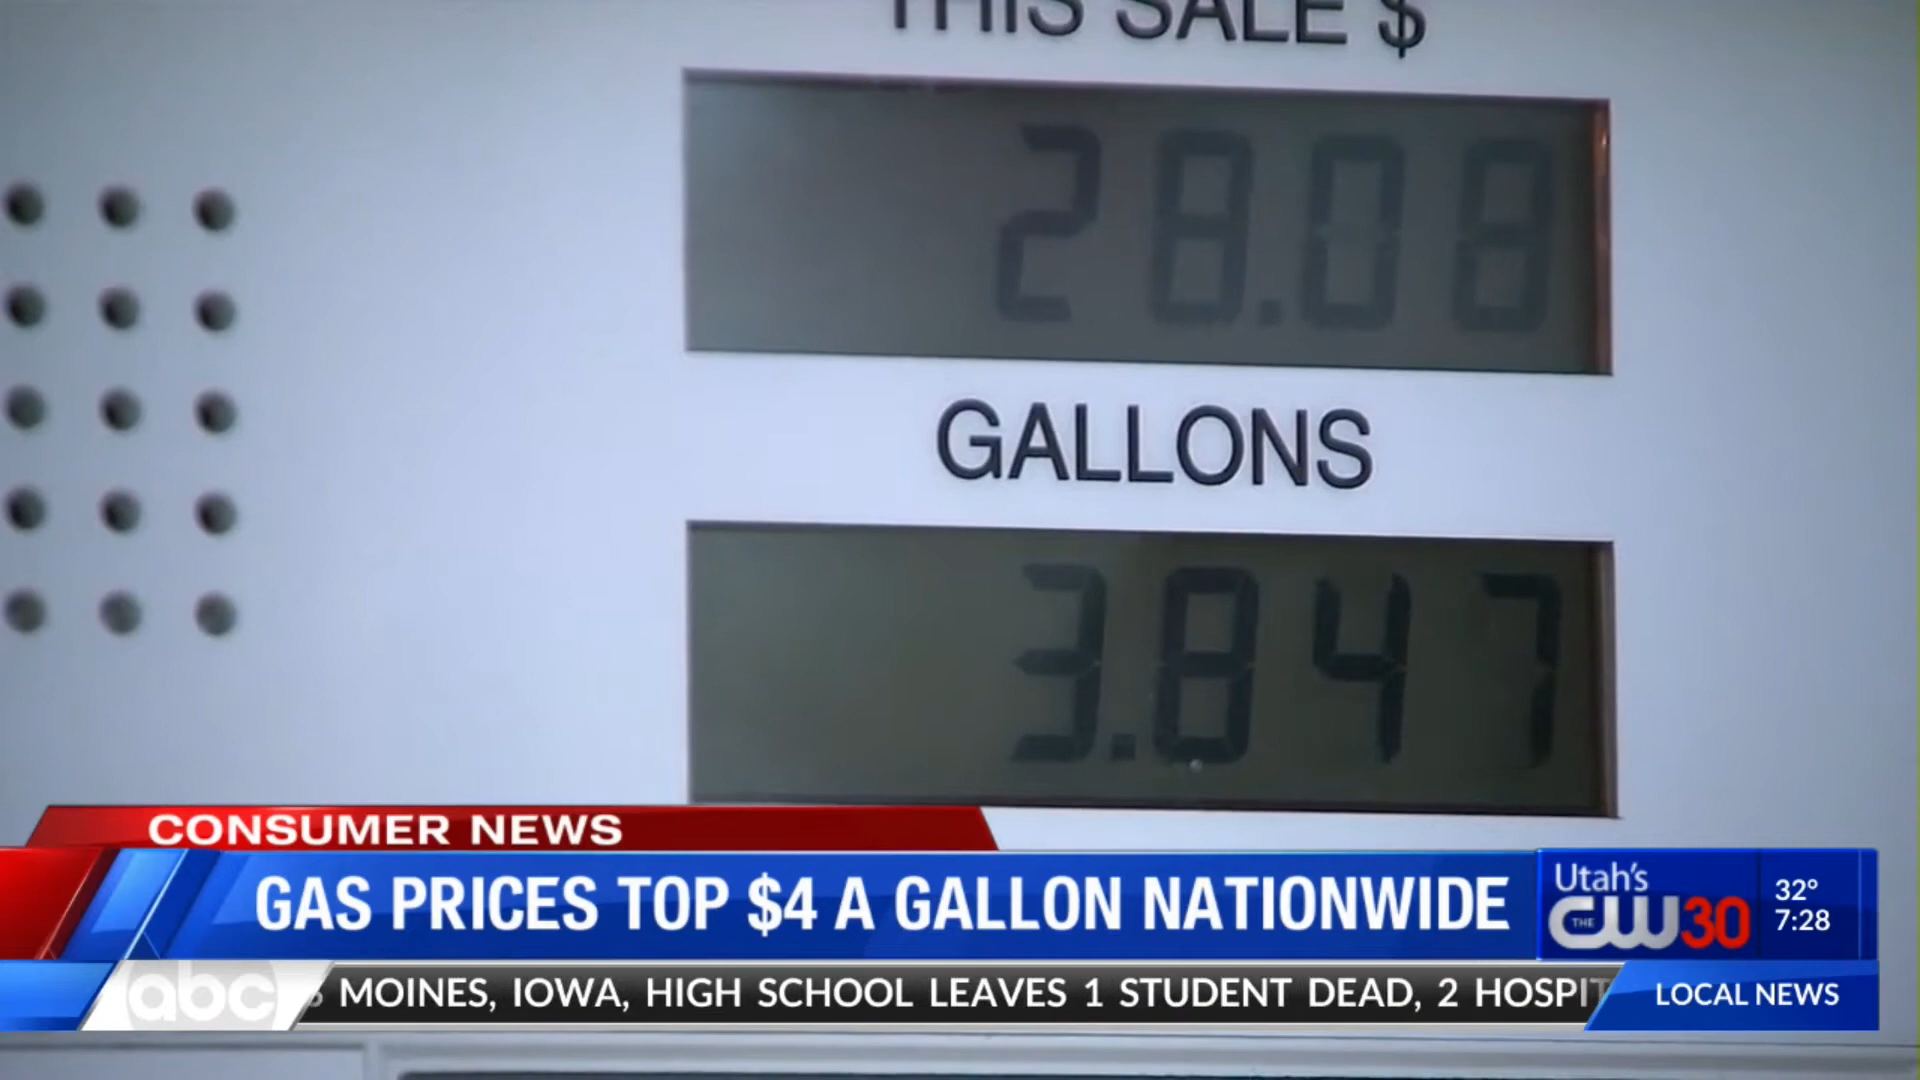 THIS SALE $
28.08
GALLONS
3.847
CONSUMER NEWS
GAS PRICES TOP $4 A GALLON NATIONWIDE
Utah's
THE CW30
32°
7:28
abc
MOINES, IOWA, HIGH SCHOOL LEAVES 1 STUDENT DEAD, 2 HOSPIT
LOCAL NEWS